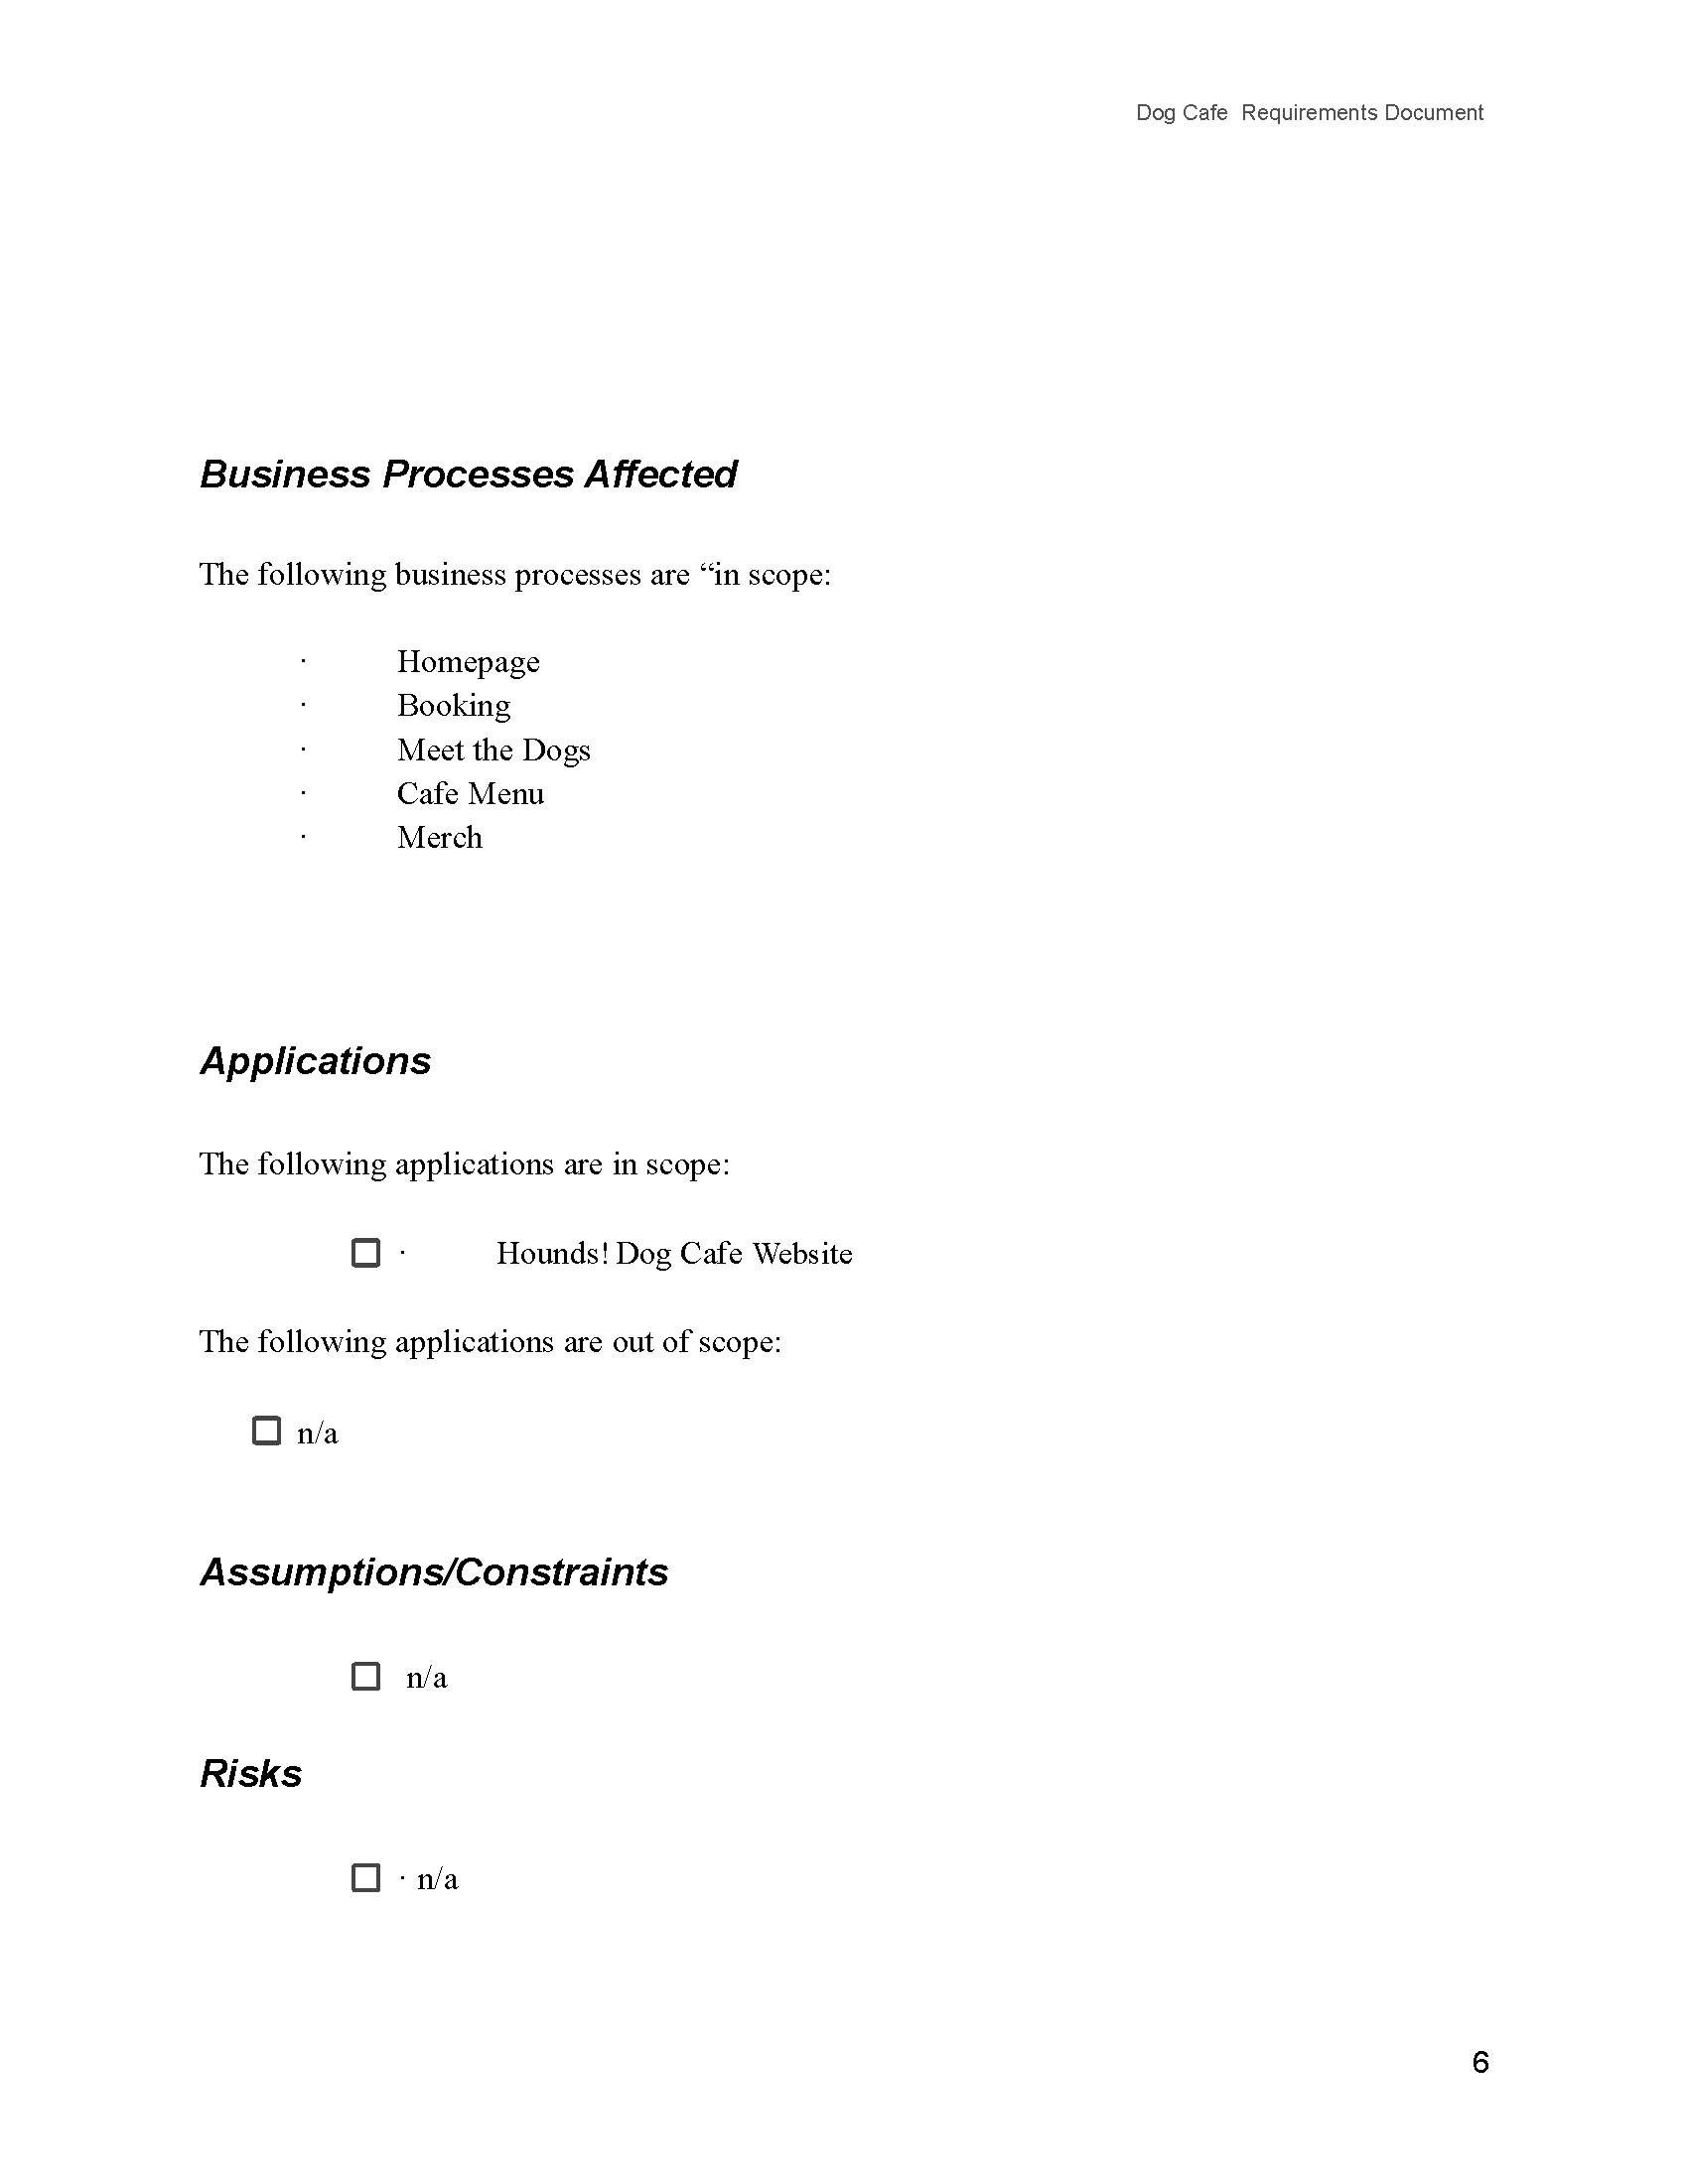 Dog Cafe  Requirements Document
Business Processes Affected
The following business processes are “in scope:
· Homepage
· Booking
· Meet the Dogs
· Cafe Menu
· Merch
Applications
The following applications are in scope:
☐ · Hounds! Dog Cafe Website
The following applications are out of scope:
☐ n/a
Assumptions/Constraints
☐ n/a
Risks
☐ · n/a
6